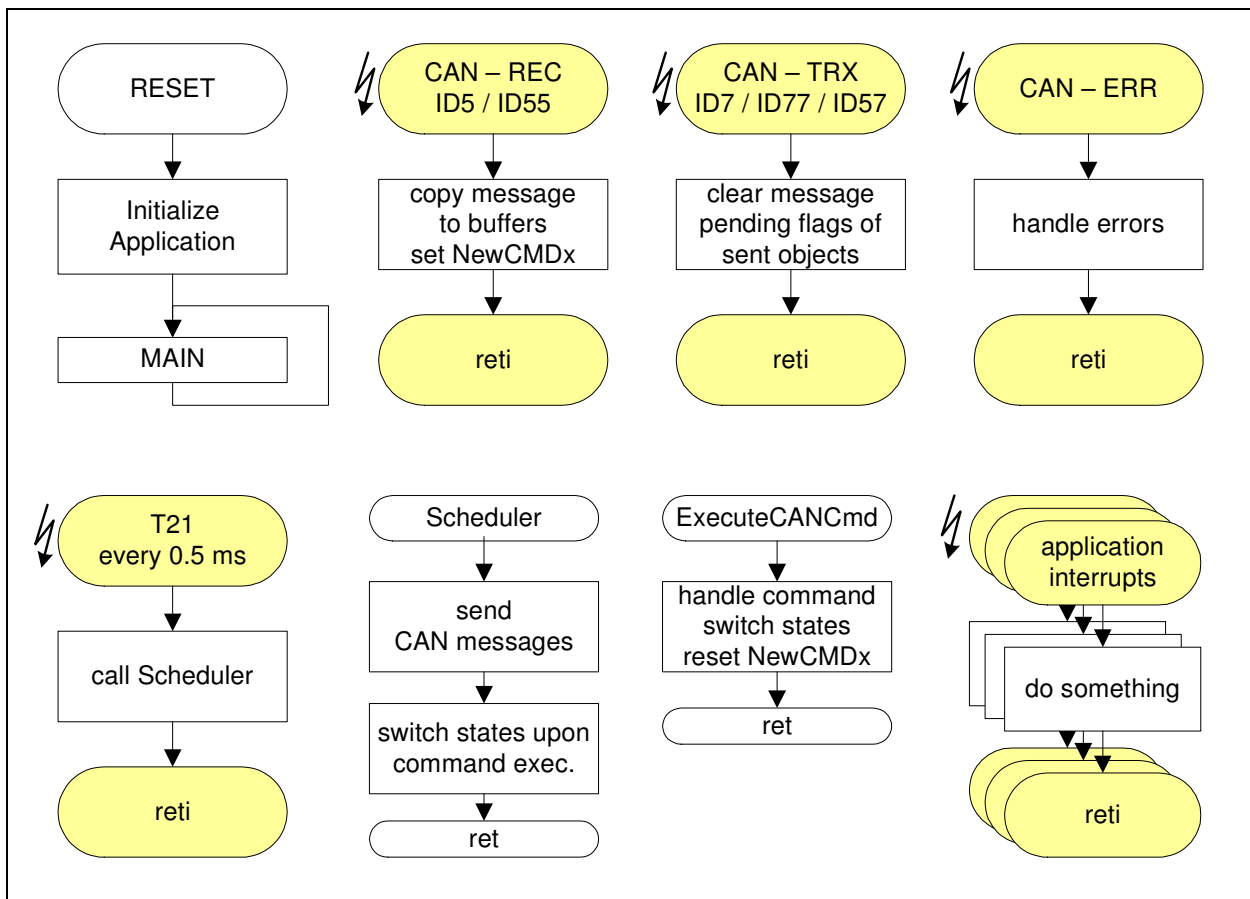 RESET
Initialize
Application
MAIN
CAN – REC
ID5 / ID55
copy message
to buffers
set NewCMDx
reti
CAN – TRX
ID7 / ID77 / ID57
clear message
pending flags of
sent objects
reti
CAN – ERR
handle errors
reti
T21
every 0.5 ms
call Scheduler
reti
Scheduler
send
CAN messages
switch states upon
command exec.
ret
ExecuteCANCmd
handle command
switch states
reset NewCMDx
ret
application
interrupts
do something
reti